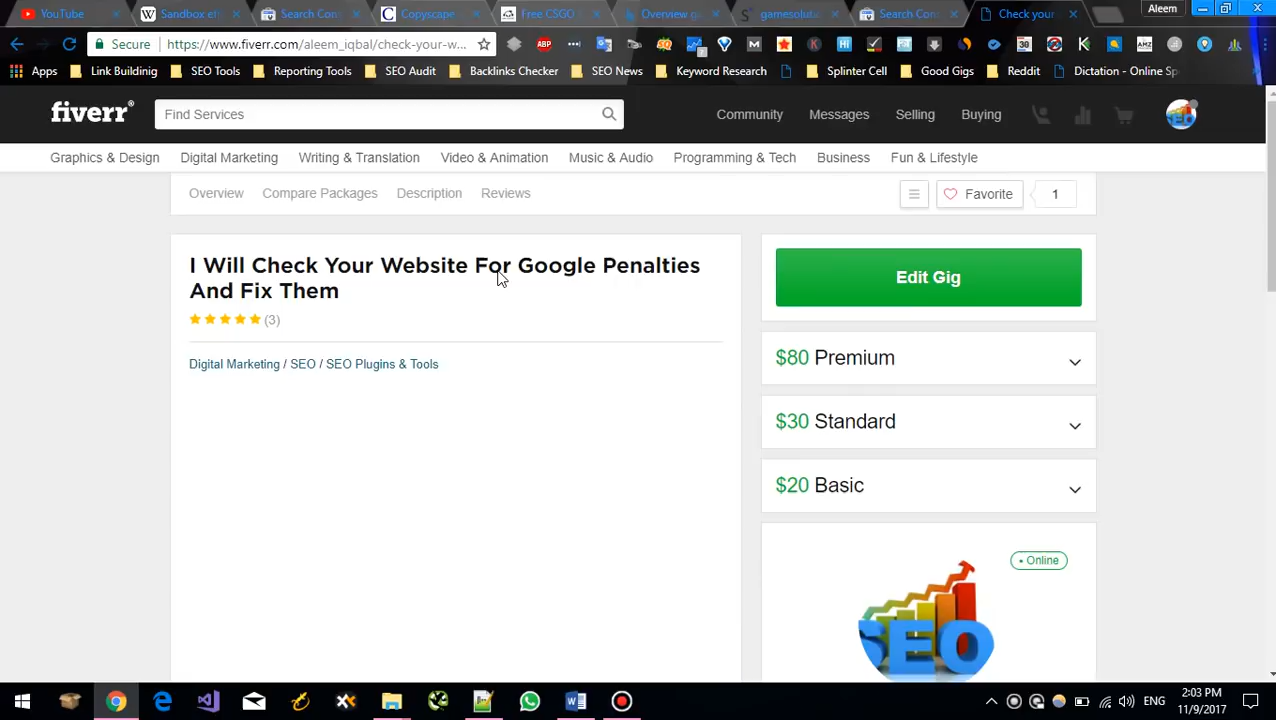 YouTube
Sandbox eff
Search Con
Copyscape
Free CSGO
Overview ga
gamesolutic
Search Con
Check your
Aleem
Secure
https://www.fiverr.com/aleem_iqbal/check-your-w...
Apps
Link Buildinig
SEO Tools
Reporting Tools
SEO Audit
Backlinks Checker
SEO News
Keyword Research
Splinter Cell
Good Gigs
Reddit
Dictation - Online Sp
fiverr®
Find Services
Community
Messages
Selling
Buying
SEO
Graphics & Design
Digital Marketing
Writing & Translation
Video & Animation
Music & Audio
Programming & Tech
Business
Fun & Lifestyle
Overview
Compare Packages
Description
Reviews
Favorite
1
I Will Check Your Website For Google Penalties
And Fix Them
(3)
Digital Marketing / SEO / SEO Plugins & Tools
Edit Gig
$80 Premium
$30 Standard
$20 Basic
• Online
SEO
ENG
2:03 PM
11/9/2017